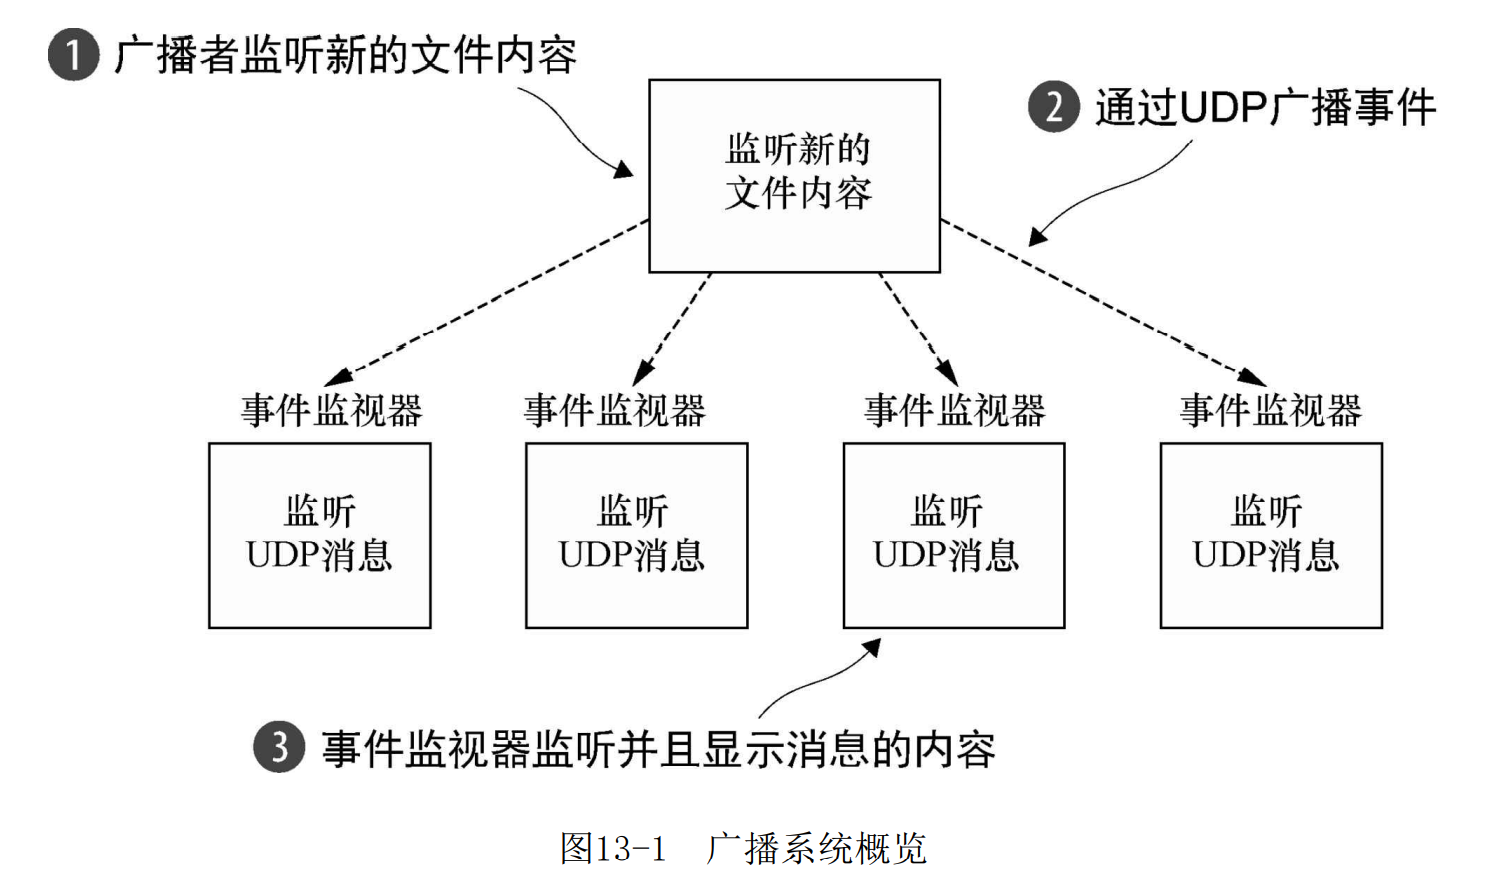 1 广播者监听新的文件内容
2 通过UDP广播事件
监听新的
文件内容
事件监视器
事件监视器
事件监视器
事件监视器
监听
UDP消息
监听
UDP消息
监听
UDP消息
监听
UDP消息
3 事件监视器监听并且显示消息的内容
图13-1 广播系统概览